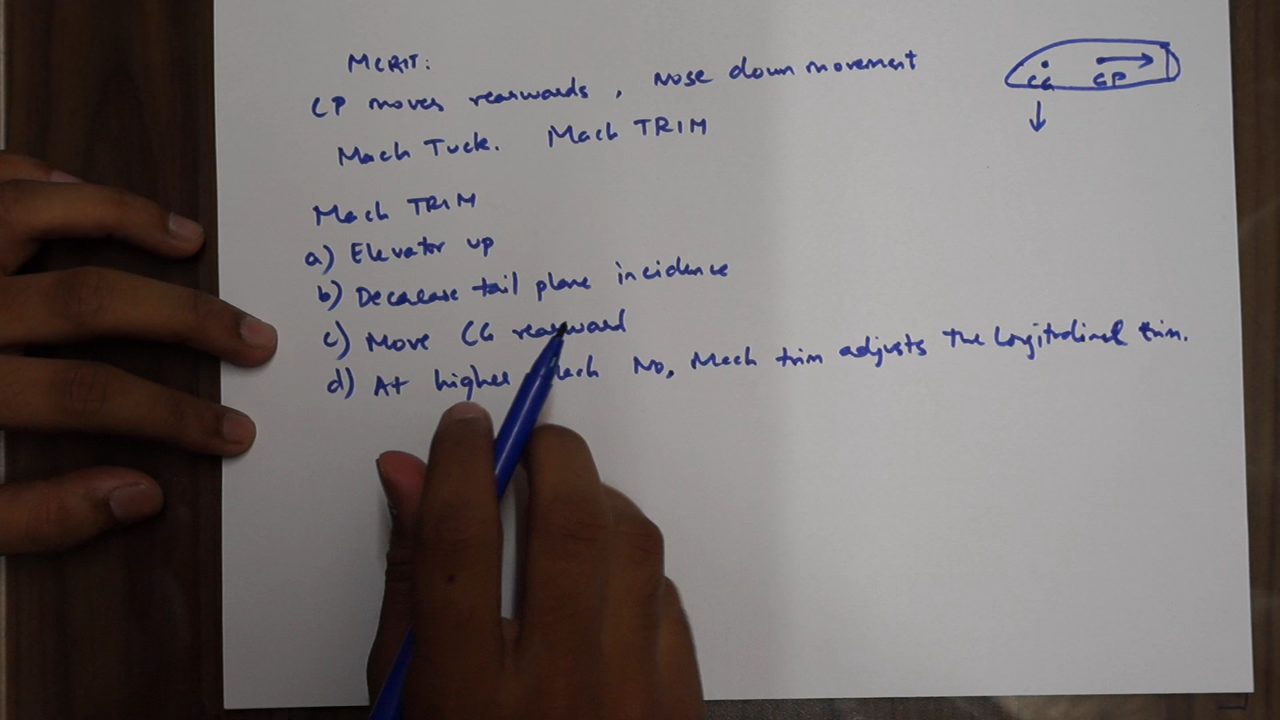 MCRIT:
CP moves rearwards, Nose down movement
Mach Tuck. Mach TRIM
CG CP
Mach TRIM
a) Elevator up
b) Decrease tail plane incidence
c) Move CG rearward
d) At higher Mach No, Mach trim adjusts the longitudinal trim.